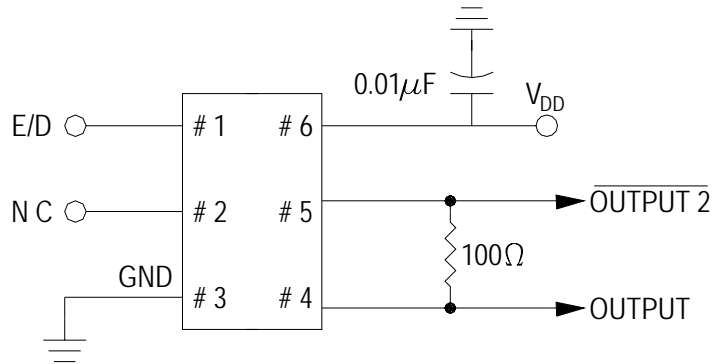 0.01μF
V_DD
E/D
# 1
# 6
N C
# 2
# 5
OUTPUT 2
100Ω
GND
# 3
# 4
OUTPUT